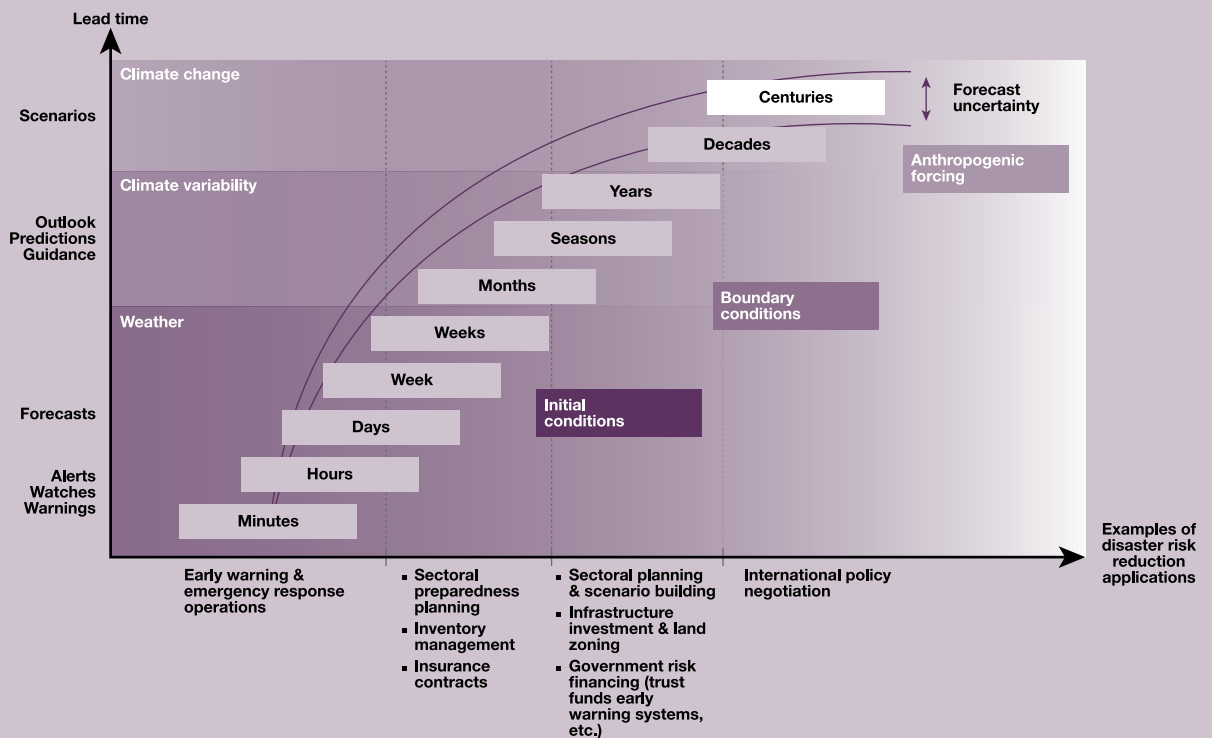 Lead time
Climate change
Scenarios
Centuries
Forecast
uncertainty
Decades
Anthropogenic
forcing
Climate variability
Years
Outlook
Predictions
Guidance
Seasons
Months
Boundary
conditions
Weather
Weeks
Week
Forecasts
Initial
conditions
Days
Alerts
Watches
Warnings
Hours
Minutes
Examples of
disaster risk
reduction
applications
Early warning &
emergency response
operations
▪ Sectoral
preparedness
planning
▪ Inventory
management
▪ Insurance
contracts
▪ Sectoral planning
& scenario building
▪ Infrastructure
investment & land
zoning
▪ Government risk
financing (trust
funds early
warning systems,
etc.)
International policy
negotiation